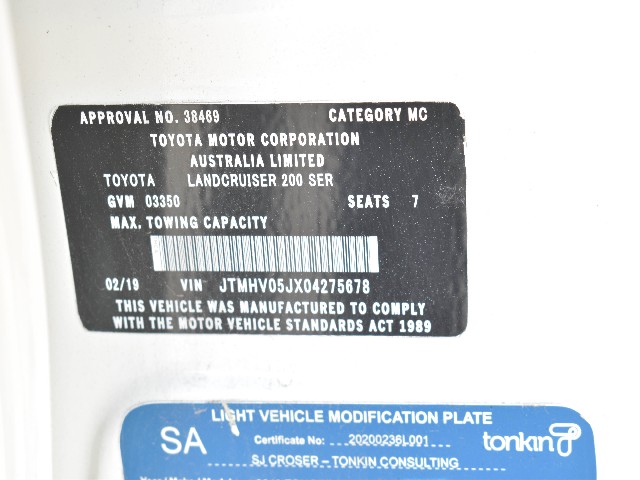 APPROVAL NO. 38469 CATEGORY MC
TOYOTA MOTOR CORPORATION
AUSTRALIA LIMITED
TOYOTA LANDCRUISER 200 SER
GVM 03350 SEATS 7
MAX. TOWING CAPACITY
02/19 VIN JTMHV05JX04275678
THIS VEHICLE WAS MANUFACTURED TO COMPLY
WITH THE MOTOR VEHICLE STANDARDS ACT 1989
LIGHT VEHICLE MODIFICATION PLATE
SA Certificate No: 20200236L001 tonkin
SJ CROSER – TONKIN CONSULTING